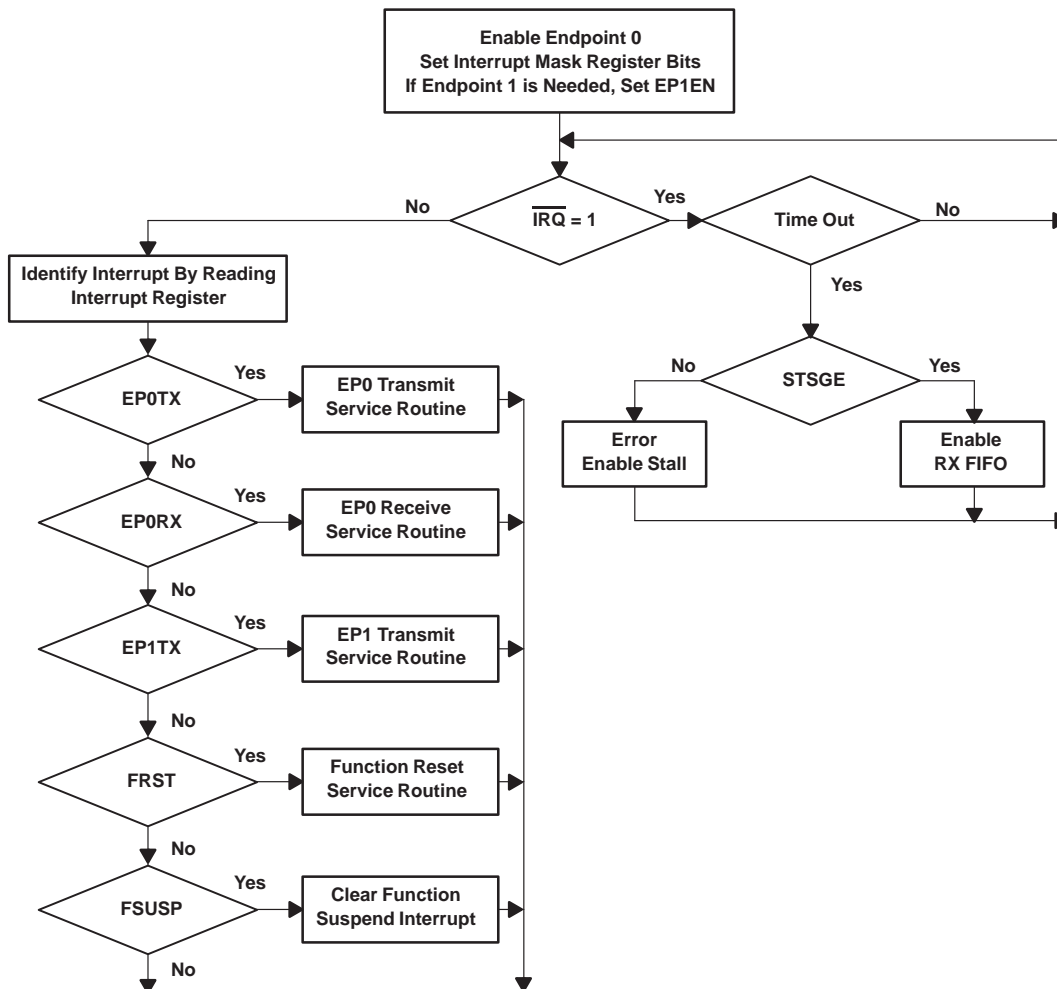 Enable Endpoint 0
Set Interrupt Mask Register Bits
If Endpoint 1 is Needed, Set EP1EN
No
IRQ = 1
Yes
Time Out
No
Identify Interrupt By Reading
Interrupt Register
Yes
EP0TX
Yes
EP0 Transmit
Service Routine
No
STSGE
Yes
Error
Enable Stall
Enable
RX FIFO
No
EP0RX
Yes
EP0 Receive
Service Routine
No
EP1TX
Yes
EP1 Transmit
Service Routine
No
FRST
Yes
Function Reset
Service Routine
No
FSUSP
Yes
Clear Function
Suspend Interrupt
No